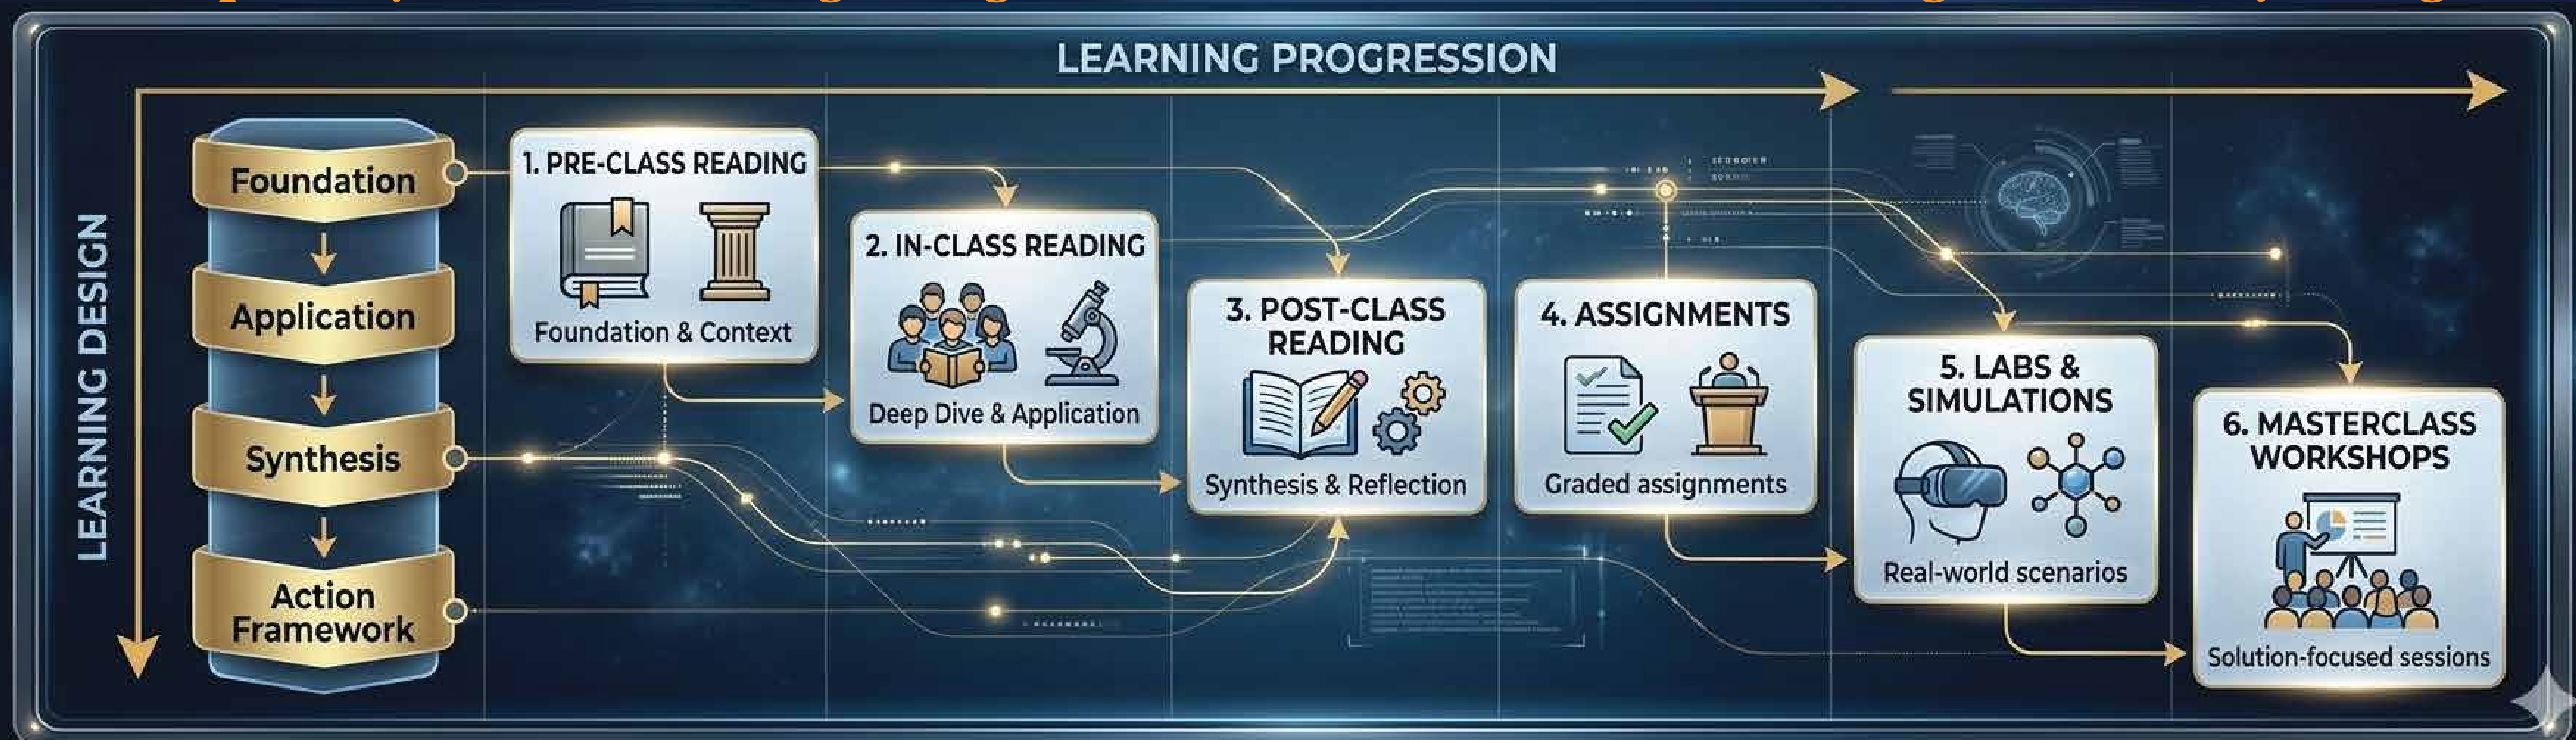 LEARNING PROGRESSION
LEARNING DESIGN
Foundation
Application
Synthesis
Action
Framework
1. PRE-CLASS READING
Foundation & Context
2. IN-CLASS READING
Deep Dive & Application
3. POST-CLASS
READING
Synthesis & Reflection
4. ASSIGNMENTS
Graded assignments
5. LABS &
SIMULATIONS
Real-world scenarios
6. MASTERCLASS
WORKSHOPS
Solution-focused sessions